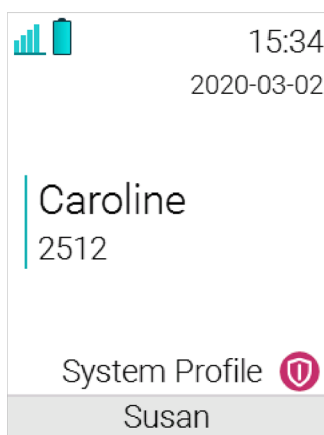 15:34
2020-03-02
Caroline
2512
System Profile
Susan